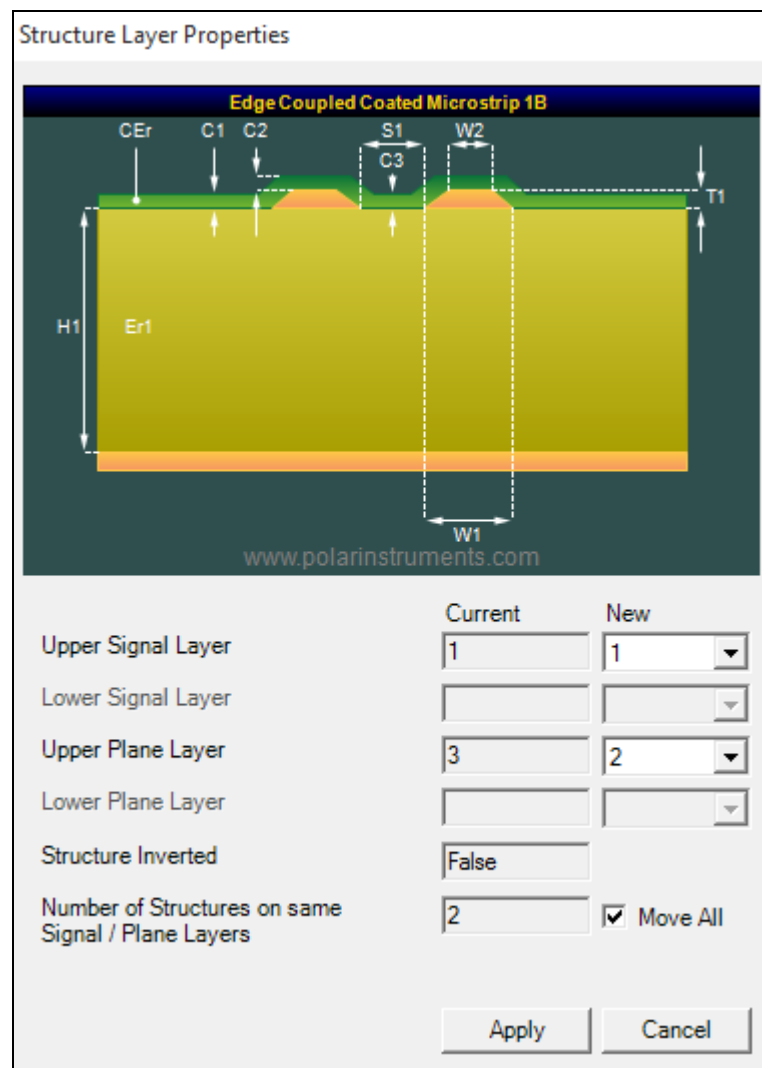 Structure Layer Properties
Edge Coupled Coated Microstrip 1B
CEr C1 C2 S1 W2
C3
T1
H1 Er1
W1
www.polarinstruments.com
Current New
Upper Signal Layer 1 1
Lower Signal Layer
Upper Plane Layer 3 2
Lower Plane Layer
Structure Inverted False
Number of Structures on same 2 Move All
Signal / Plane Layers
Apply Cancel